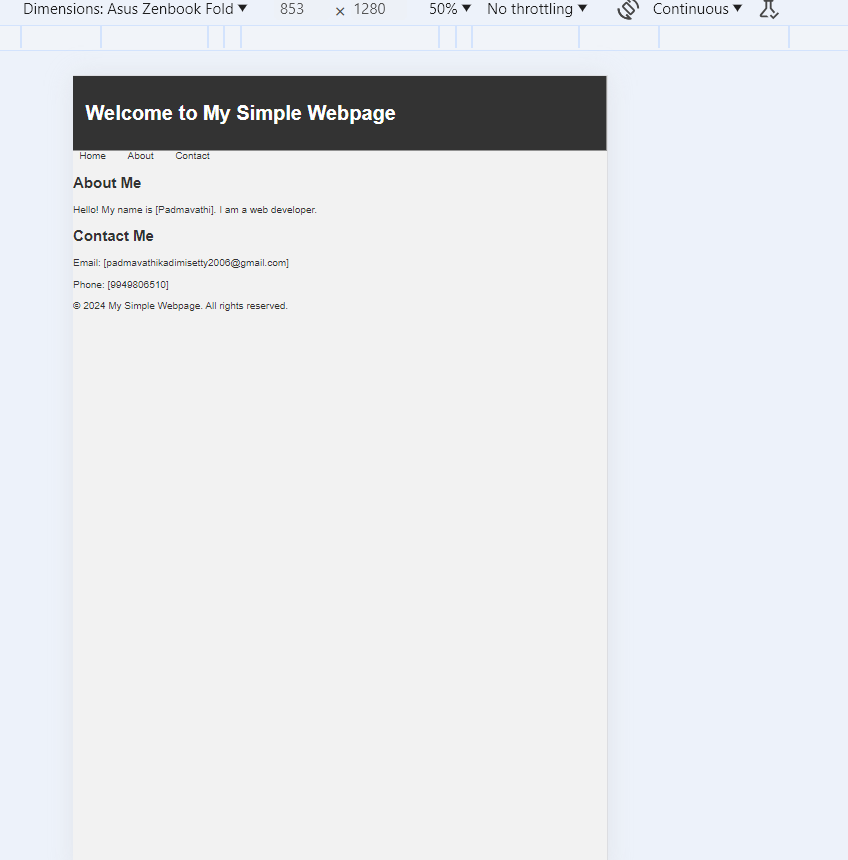 Dimensions: Asus Zenbook Fold ▼ 853 × 1280 50% ▼ No throttling ▼ Continuous ▼
Welcome to My Simple Webpage
Home About Contact
About Me
Hello! My name is [Padmavathi]. I am a web developer.
Contact Me
Email: [padmavathikadimisetty2006@gmail.com]
Phone: [9949806510]
© 2024 My Simple Webpage. All rights reserved.